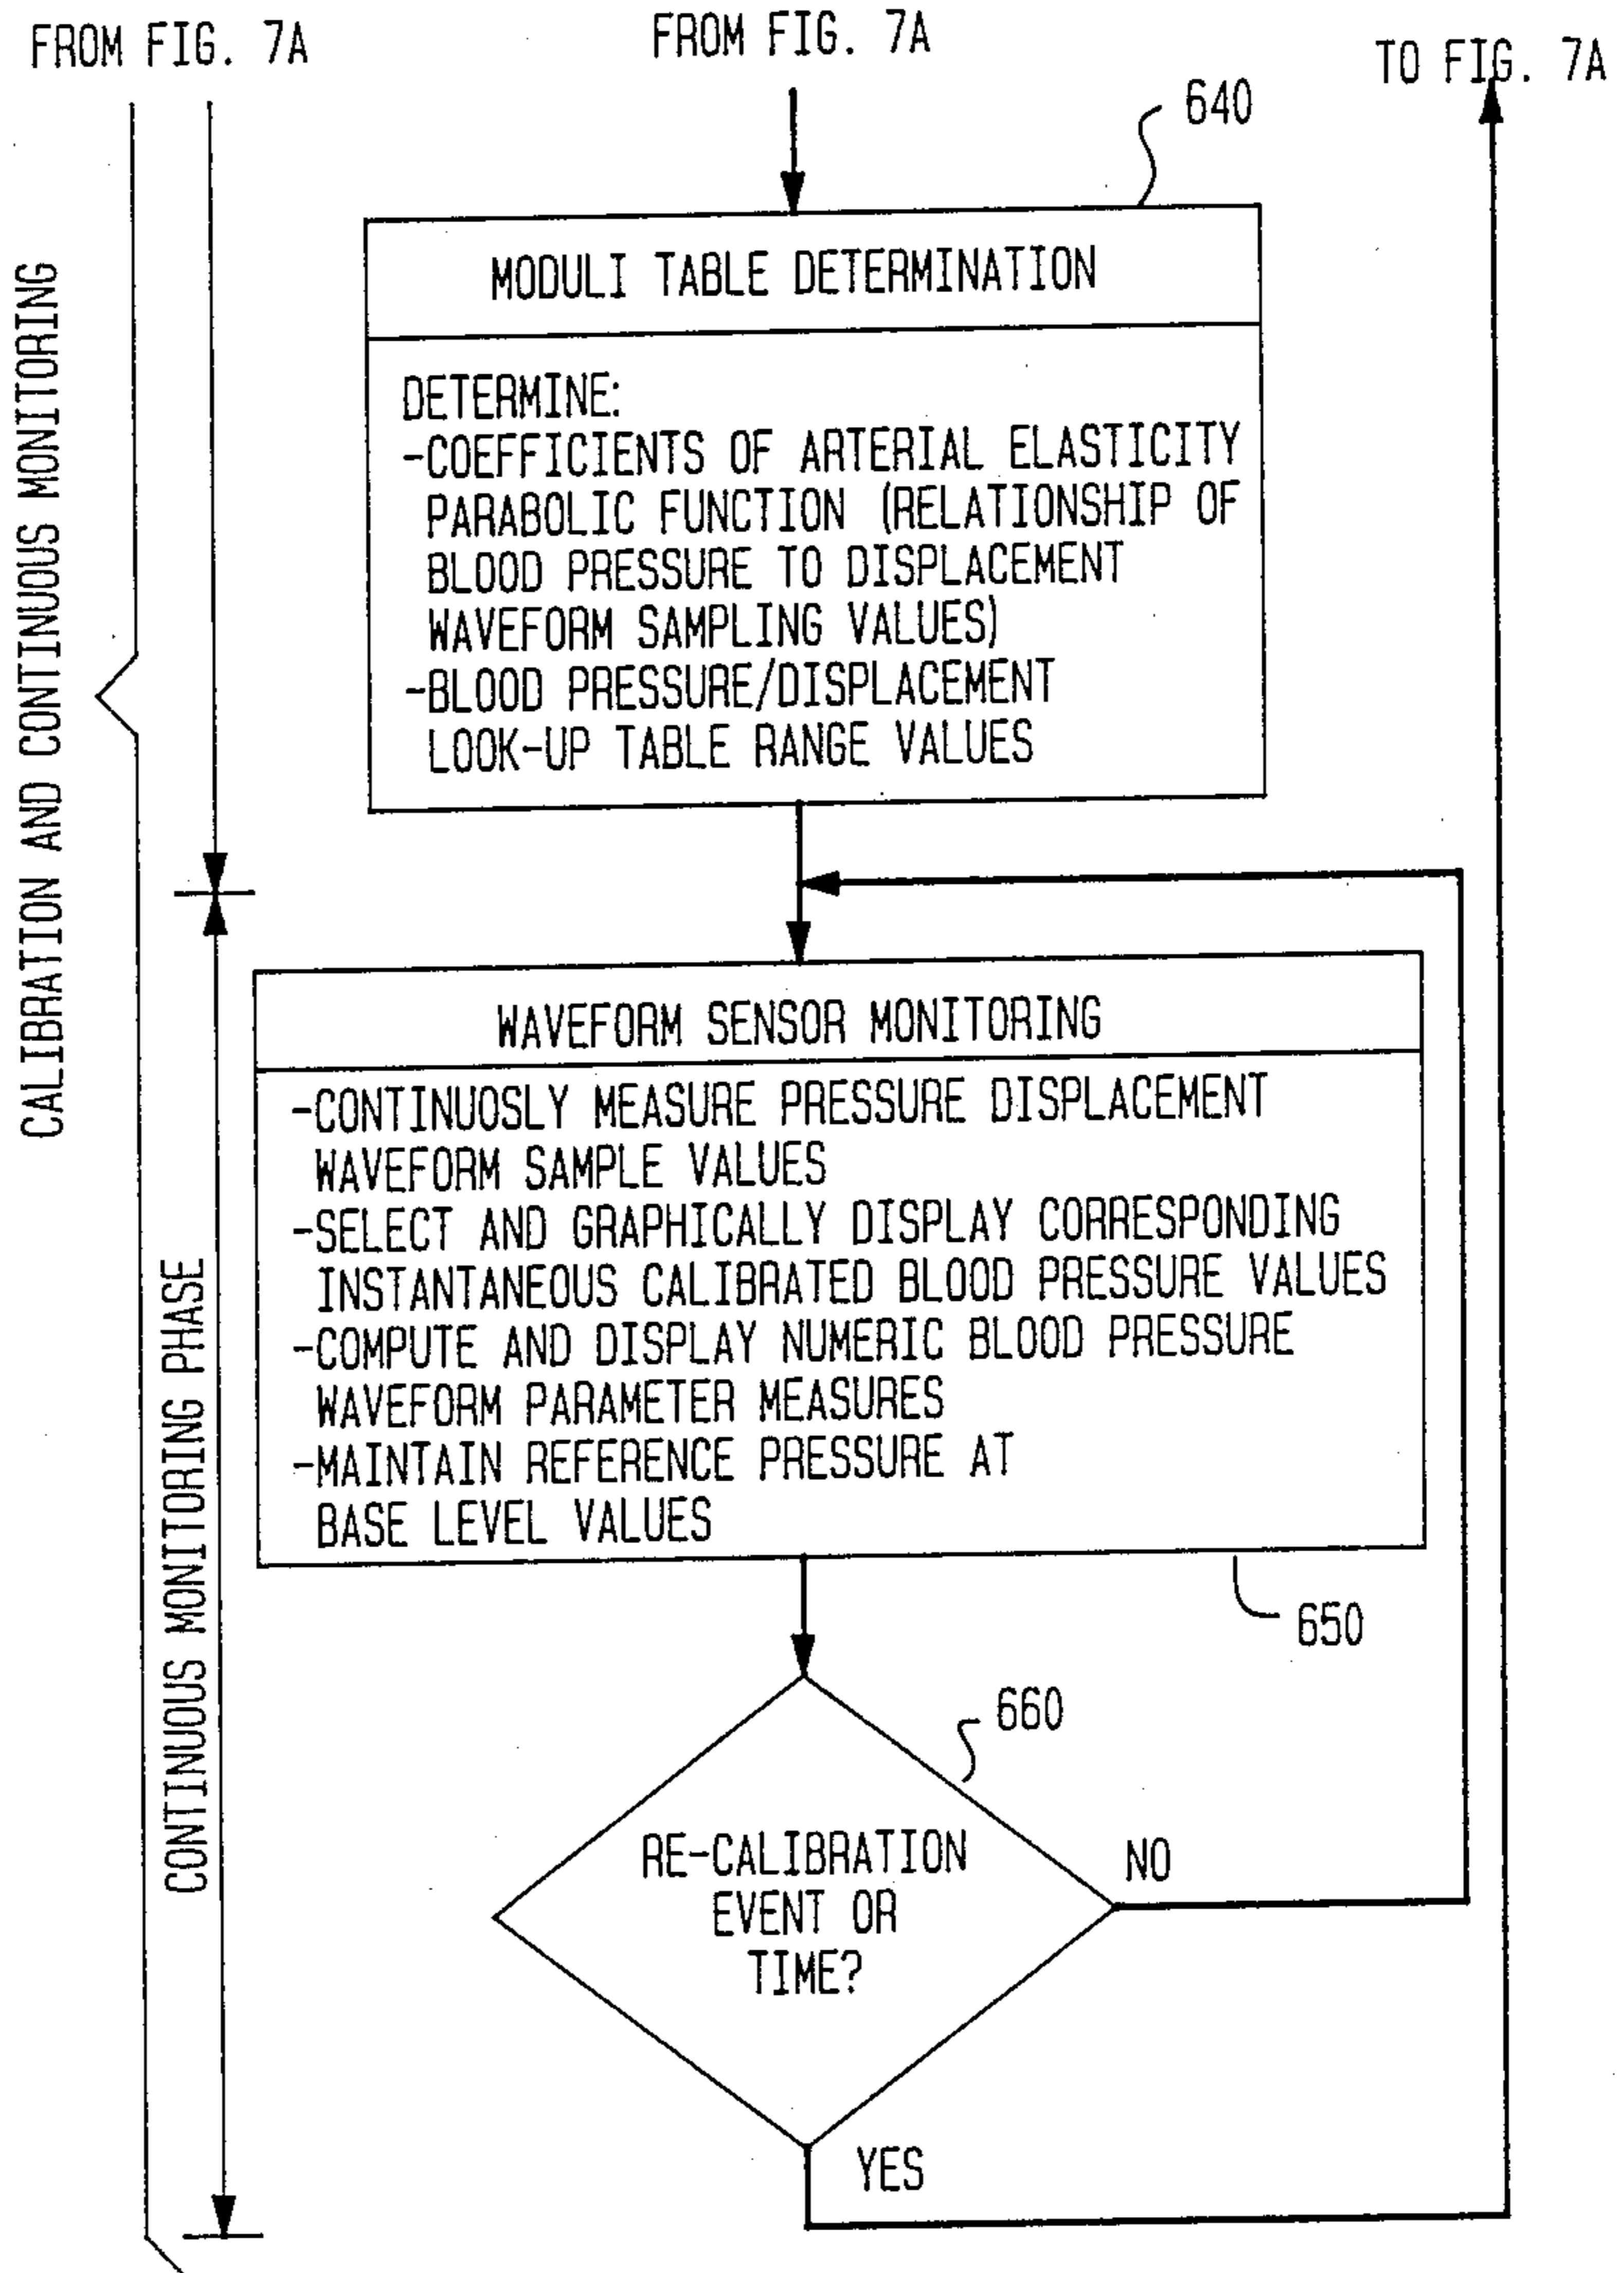 FROM FIG. 7A
FROM FIG. 7A
TO FIG. 7A
640
MODULI TABLE DETERMINATION
DETERMINE:
-COEFFICIENTS OF ARTERIAL ELASTICITY
PARABOLIC FUNCTION (RELATIONSHIP OF
BLOOD PRESSURE TO DISPLACEMENT
WAVEFORM SAMPLING VALUES)
-BLOOD PRESSURE/DISPLACEMENT
LOOK-UP TABLE RANGE VALUES
CALIBRATION AND CONTINUOUS MONITORING
WAVEFORM SENSOR MONITORING
-CONTINUOSLY MEASURE PRESSURE DISPLACEMENT
WAVEFORM SAMPLE VALUES
-SELECT AND GRAPHICALLY DISPLAY CORRESPONDING
INSTANTANEOUS CALIBRATED BLOOD PRESSURE VALUES
-COMPUTE AND DISPLAY NUMERIC BLOOD PRESSURE
WAVEFORM PARAMETER MEASURES
-MAINTAIN REFERENCE PRESSURE AT
BASE LEVEL VALUES
650
CONTINUOUS MONITORING PHASE
660
RE-CALIBRATION
EVENT OR
TIME?
NO
YES